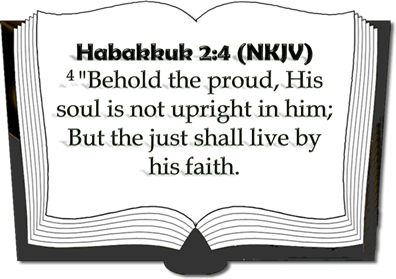 Habakkuk 2:4 (NKJV)
4 "Behold the proud, His
soul is not upright in him;
But the just shall live by
his faith.